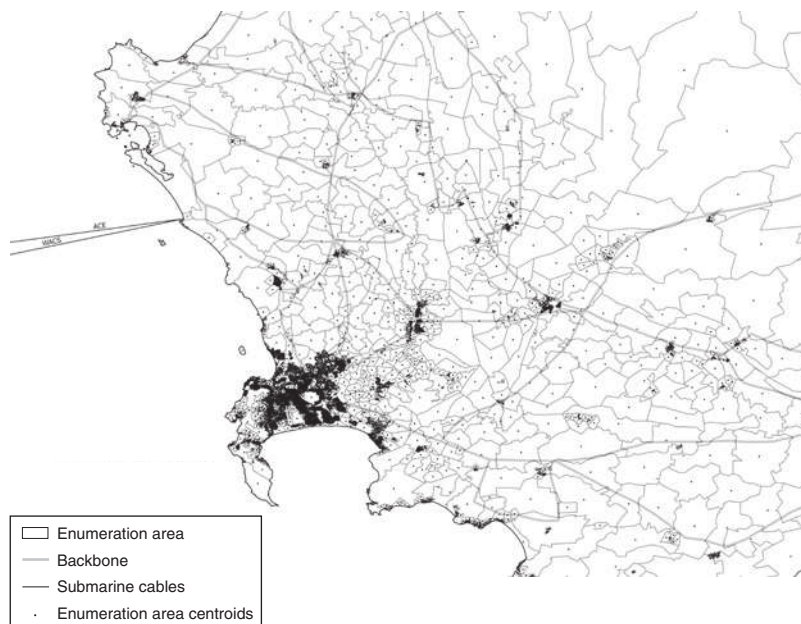 ACE
WACS
Enumeration area
Backbone
Submarine cables
Enumeration area centroids